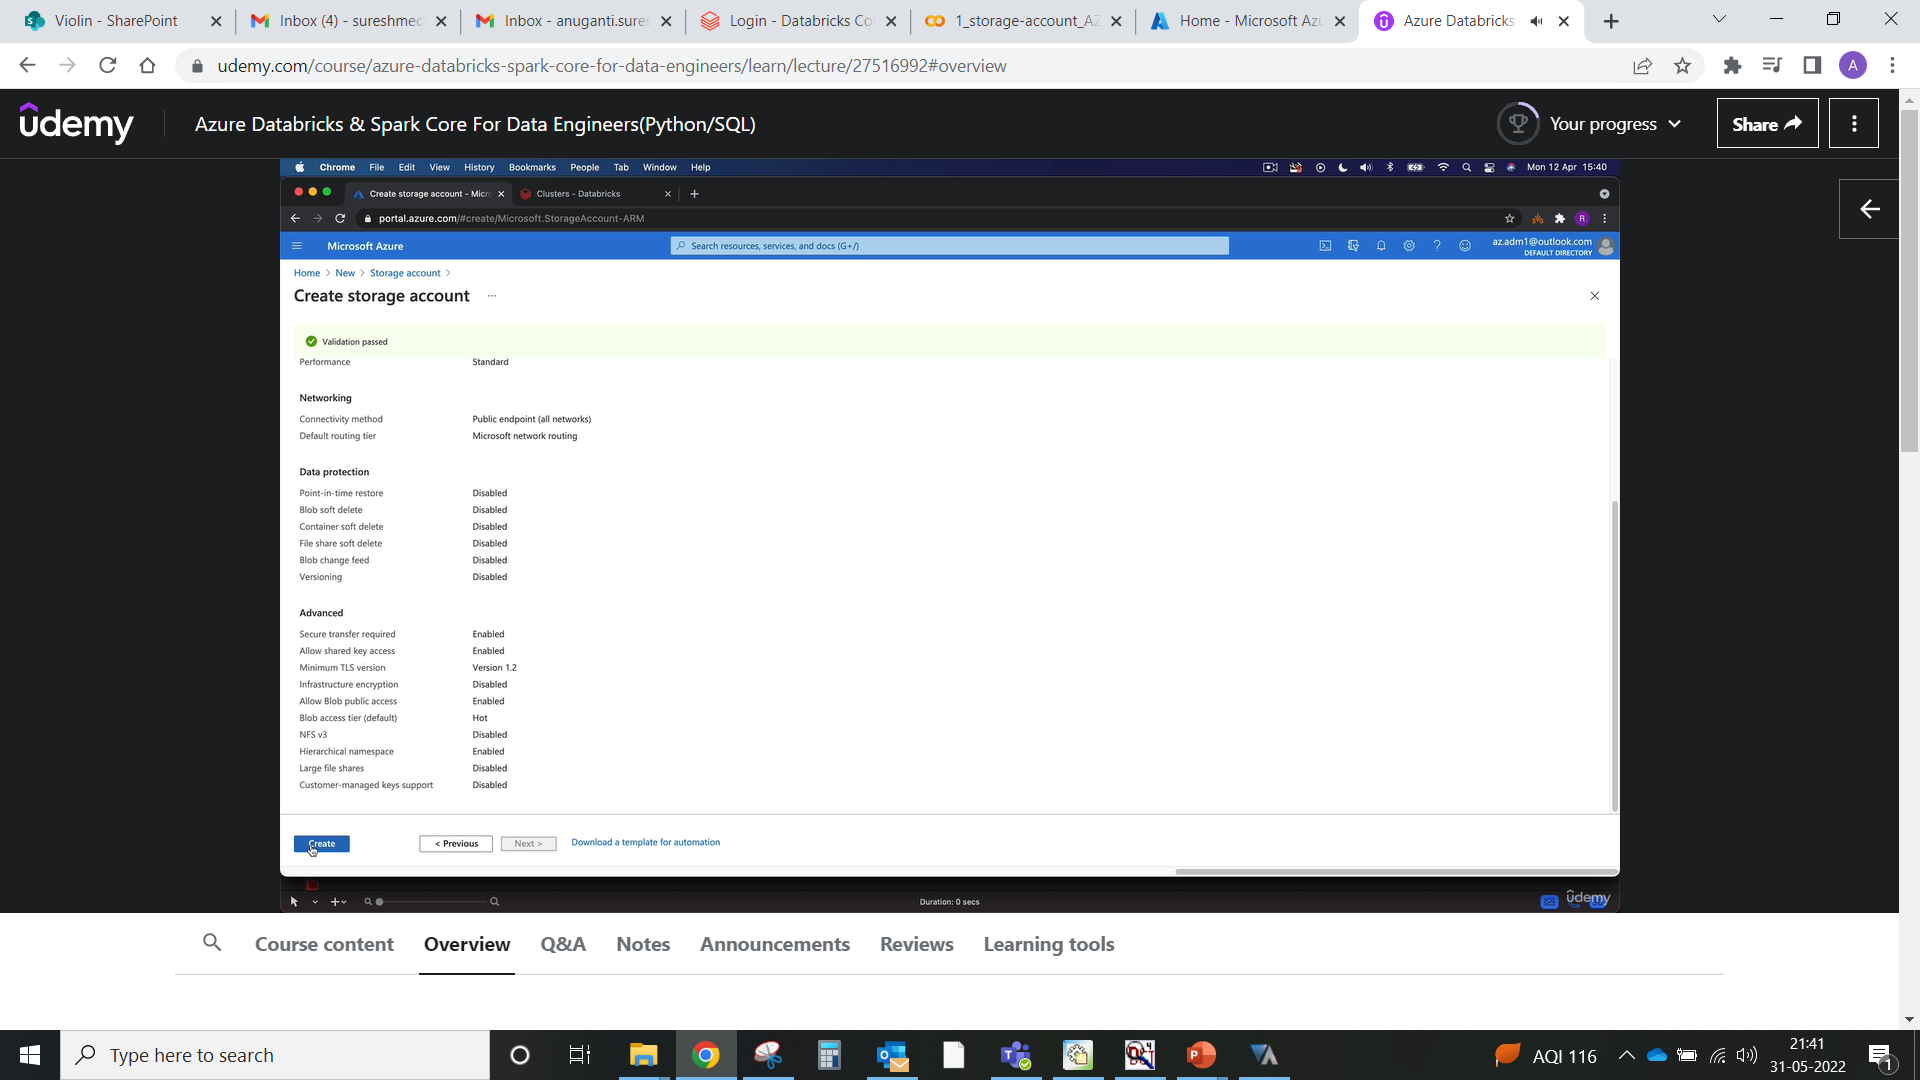 Violin - SharePoint
Inbox (4) - sureshmec
Inbox - anuganti.sure
Login - Databricks Co
1_storage-account_AZ
Home - Microsoft Azu
Azure Databricks
udemy.com/course/azure-databricks-spark-core-for-data-engineers/learn/lecture/27516992#overview
A
udemy
Azure Databricks & Spark Core For Data Engineers(Python/SQL)
Your progress
Share
Chrome File Edit View History Bookmarks People Tab Window Help
Mon 12 Apr 15:40
Create storage account - Micro
Clusters - Databricks
portal.azure.com/#create/Microsoft.StorageAccount-ARM
R
Microsoft Azure
Search resources, services, and docs (G+/)
az.adm1@outlook.com
DEFAULT DIRECTORY
Home > New > Storage account >
Create storage account ...
Validation passed
Performance Standard
Networking
Connectivity method Public endpoint (all networks)
Default routing tier Microsoft network routing
Data protection
Point-in-time restore Disabled
Blob soft delete Disabled
Container soft delete Disabled
File share soft delete Disabled
Blob change feed Disabled
Versioning Disabled
Advanced
Secure transfer required Enabled
Allow shared key access Enabled
Minimum TLS version Version 1.2
Infrastructure encryption Disabled
Allow Blob public access Enabled
Blob access tier (default) Hot
NFS v3 Disabled
Hierarchical namespace Enabled
Large file shares Disabled
Customer-managed keys support Disabled
Create
< Previous
Next >
Download a template for automation
Duration: 0 secs
udemy
Course content
Overview
Q&A
Notes
Announcements
Reviews
Learning tools
Type here to search
AQI 116
21:41
31-05-2022
1